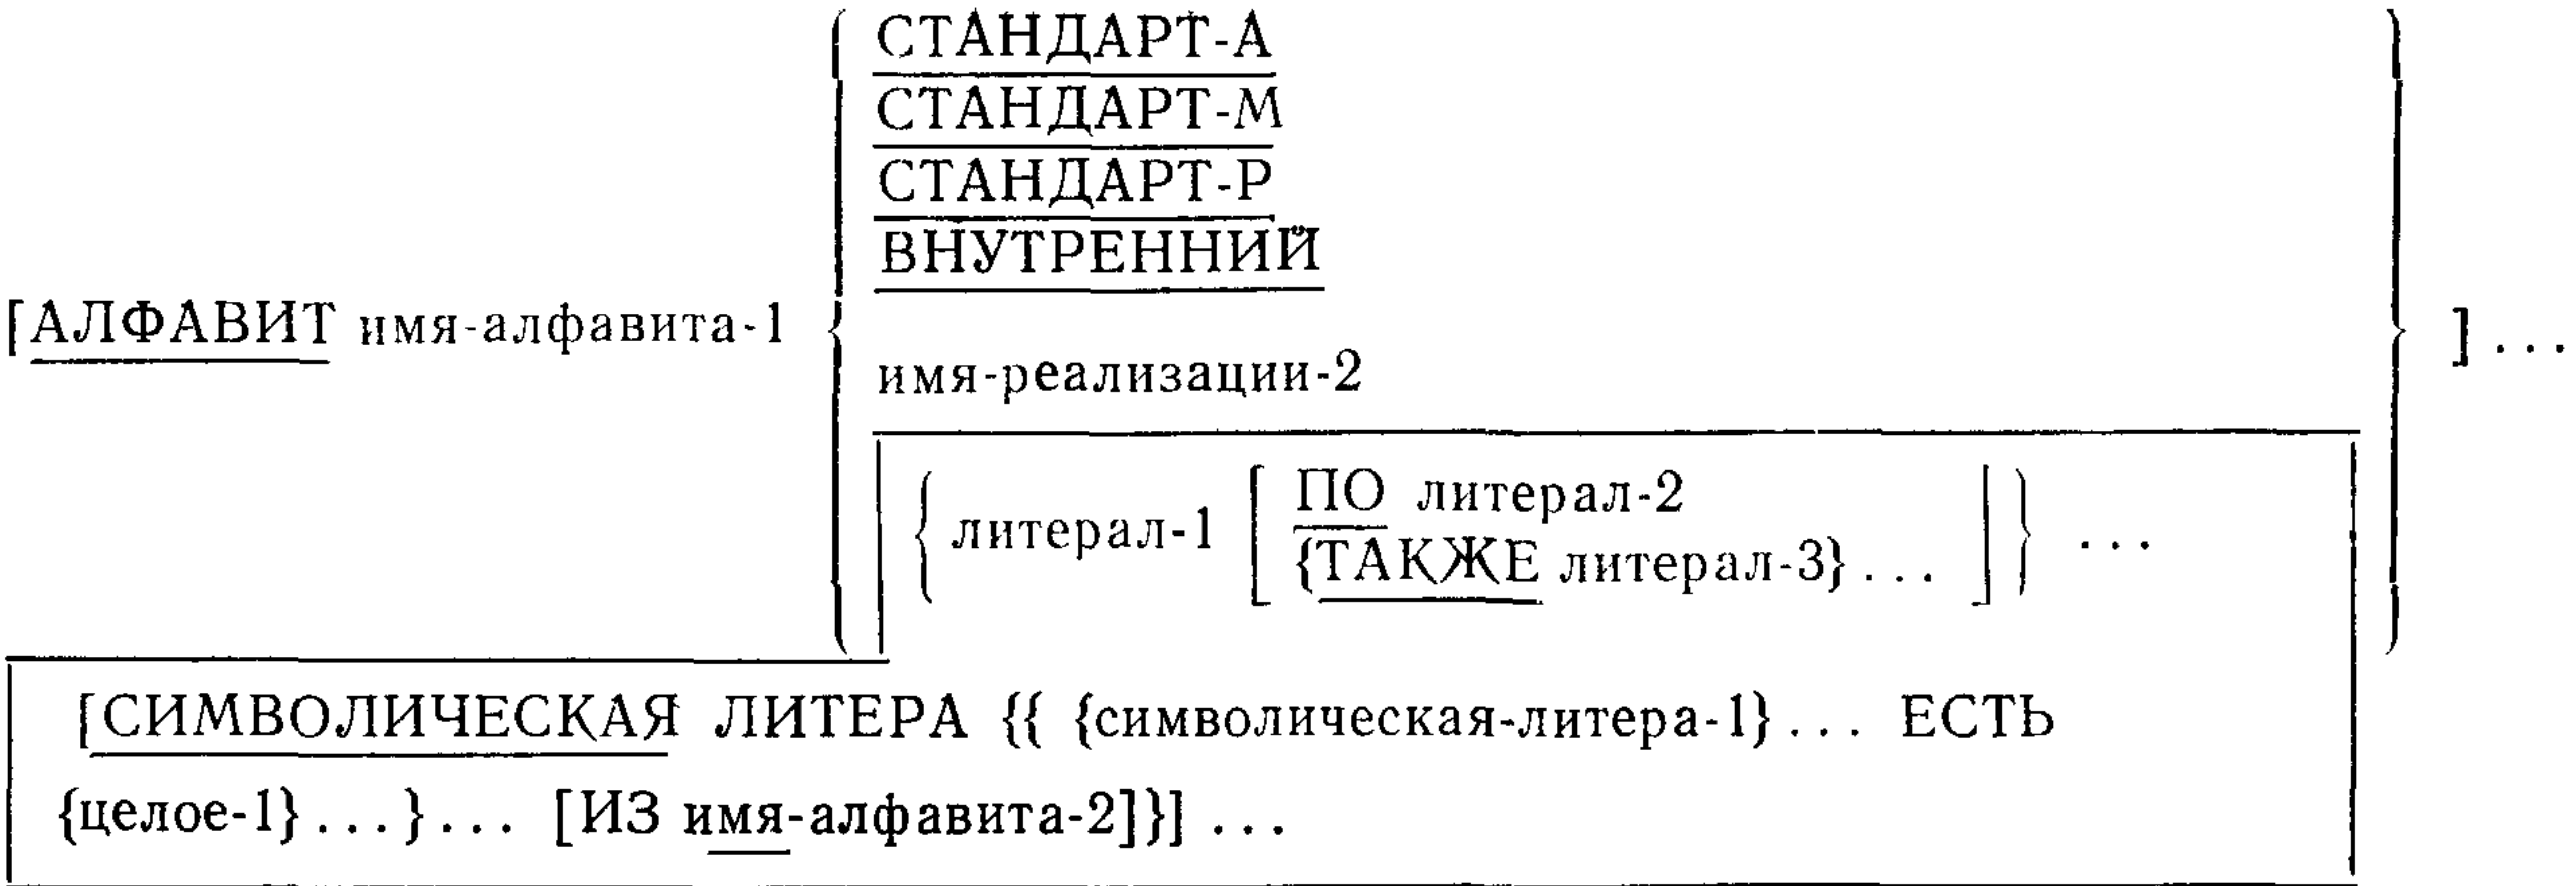 СТАНДАРТ-А
СТАНДАРТ-М
СТАНДАРТ-Р
ВНУТРЕННИЙ
[АЛФАВИТ имя-алфавита-1 ] ...
имя-реализации-2
{ литерал-1 [ ПО литерал-2
{ТАКЖЕ литерал-3} ... ] } ...
[СИМВОЛИЧЕСКАЯ ЛИТЕРА {{ {символическая-литера-1} ... ЕСТЬ
{целое-1} ... } ... [ИЗ имя-алфавита-2]}] ...